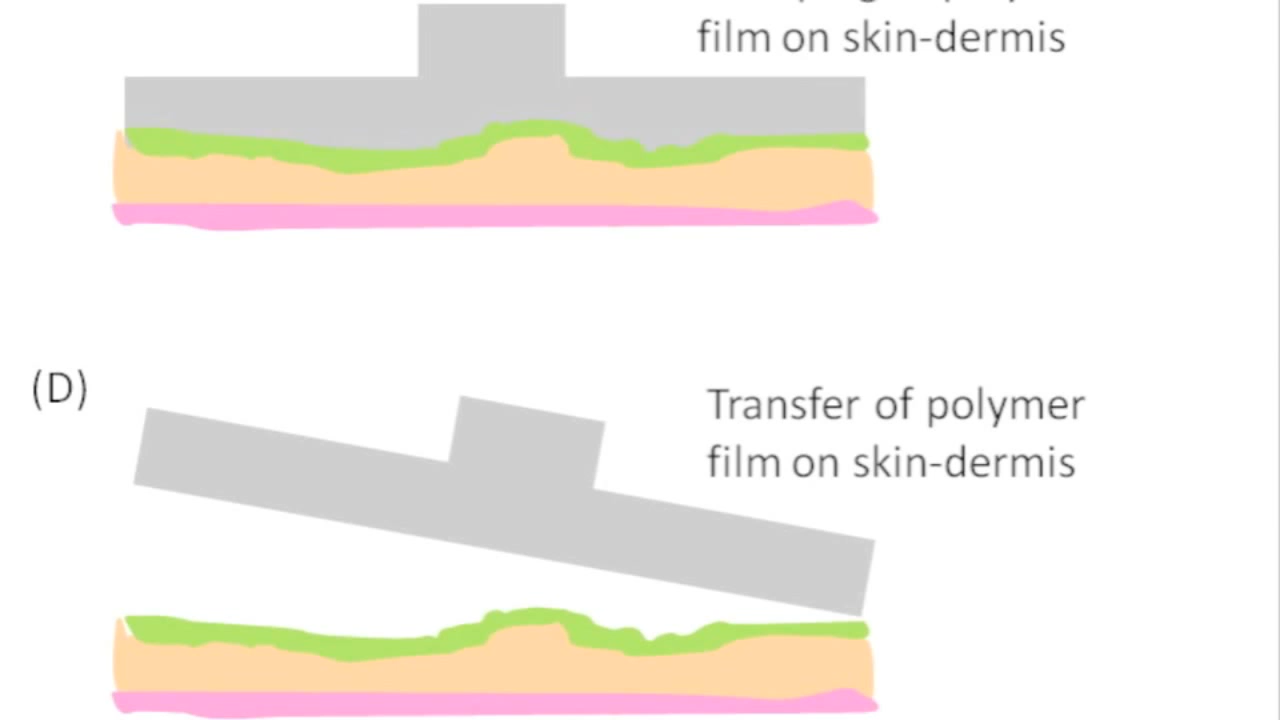 film on skin-dermis
(D)
Transfer of polymer
film on skin-dermis